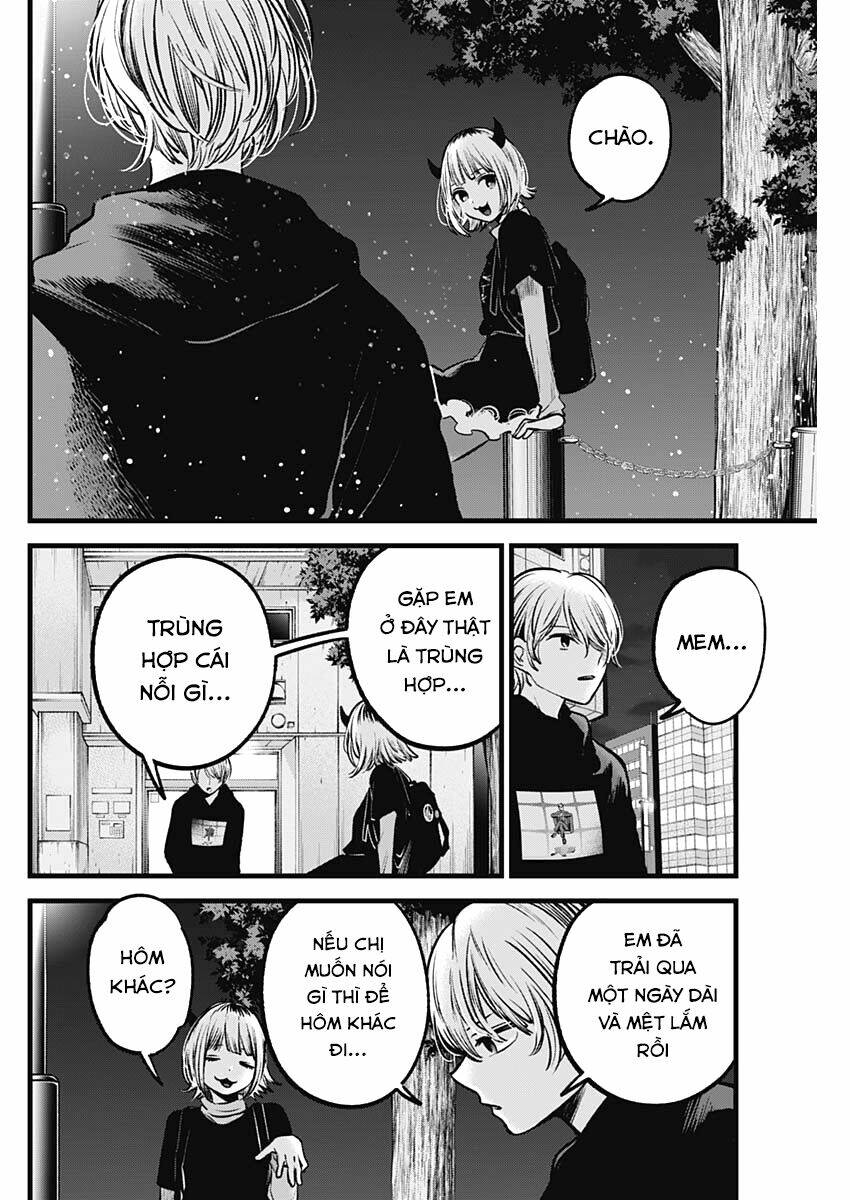 CHÀO.
MEM...
GẶP EM
Ở ĐÂY THẬT
LÀ TRÙNG
HỢP...
TRÙNG
HỢP CÁI
NỖI GÌ...
EM ĐÃ
TRẢI QUA
MỘT NGÀY DÀI
VÀ MỆT LẮM
RỒI
NẾU CHỊ
MUỐN NÓI
GÌ THÌ ĐỂ
HÔM KHÁC
ĐI...
HÔM
KHÁC?